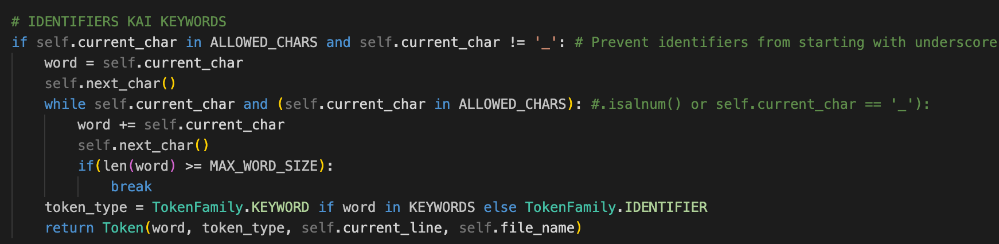 # IDENTIFIERS KAI KEYWORDS
if self.current_char in ALLOWED_CHARS and self.current_char != '_': # Prevent identifiers from starting with underscore
    word = self.current_char
    self.next_char()
    while self.current_char and (self.current_char in ALLOWED_CHARS): #.isalnum() or self.current_char == '_'):
        word += self.current_char
        self.next_char()
        if(len(word) >= MAX_WORD_SIZE):
            break
    token_type = TokenFamily.KEYWORD if word in KEYWORDS else TokenFamily.IDENTIFIER
    return Token(word, token_type, self.current_line, self.file_name)